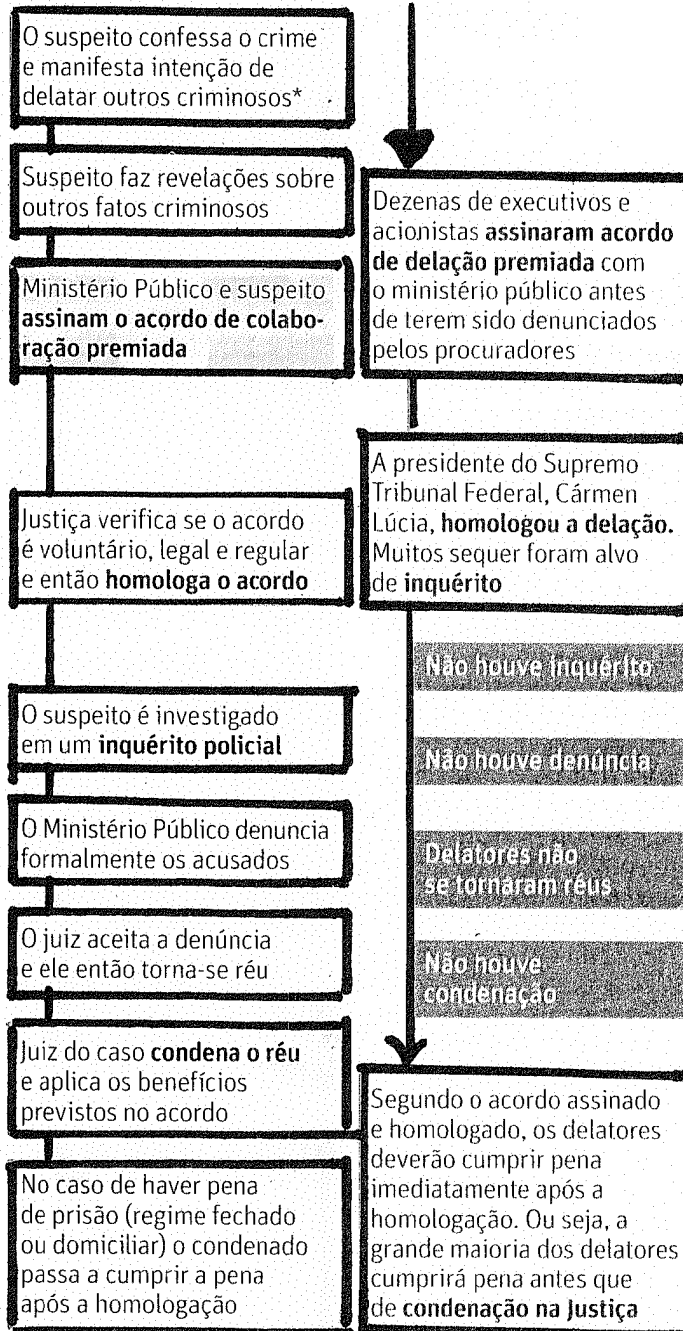 O suspeito confessa o crime
e manifesta intenção de
delatar outros criminosos*
Suspeito faz revelações sobre
outros fatos criminosos
Ministério Público e suspeito
assinam o acordo de colabo-
ração premiada
Justiça verifica se o acordo
é voluntário, legal e regular
e então homologa o acordo
O suspeito é investigado
em um inquérito policial
O Ministério Público denuncia
formalmente os acusados
O juiz aceita a denúncia
e ele então torna-se réu
Juiz do caso condena o réu
e aplica os benefícios
previstos no acordo
No caso de haver pena
de prisão (regime fechado
ou domiciliar) o condenado
passa a cumprir a pena
após a homologação
Dezenas de executivos e
acionistas assinaram acordo
de delação premiada com
o ministério público antes
de terem sido denunciados
pelos procuradores
A presidente do Supremo
Tribunal Federal, Cármen
Lúcia, homologou a delação.
Muitos sequer foram alvo
de inquérito
Não houve inquérito
Não houve denúncia
Delatores não
se tornaram réus
Não houve
condenação
Segundo o acordo assinado
e homologado, os delatores
deverão cumprir pena
imediatamente após a
homologação. Ou seja, a
grande maioria dos delatores
cumprirá pena antes que
de condenação na Justiça